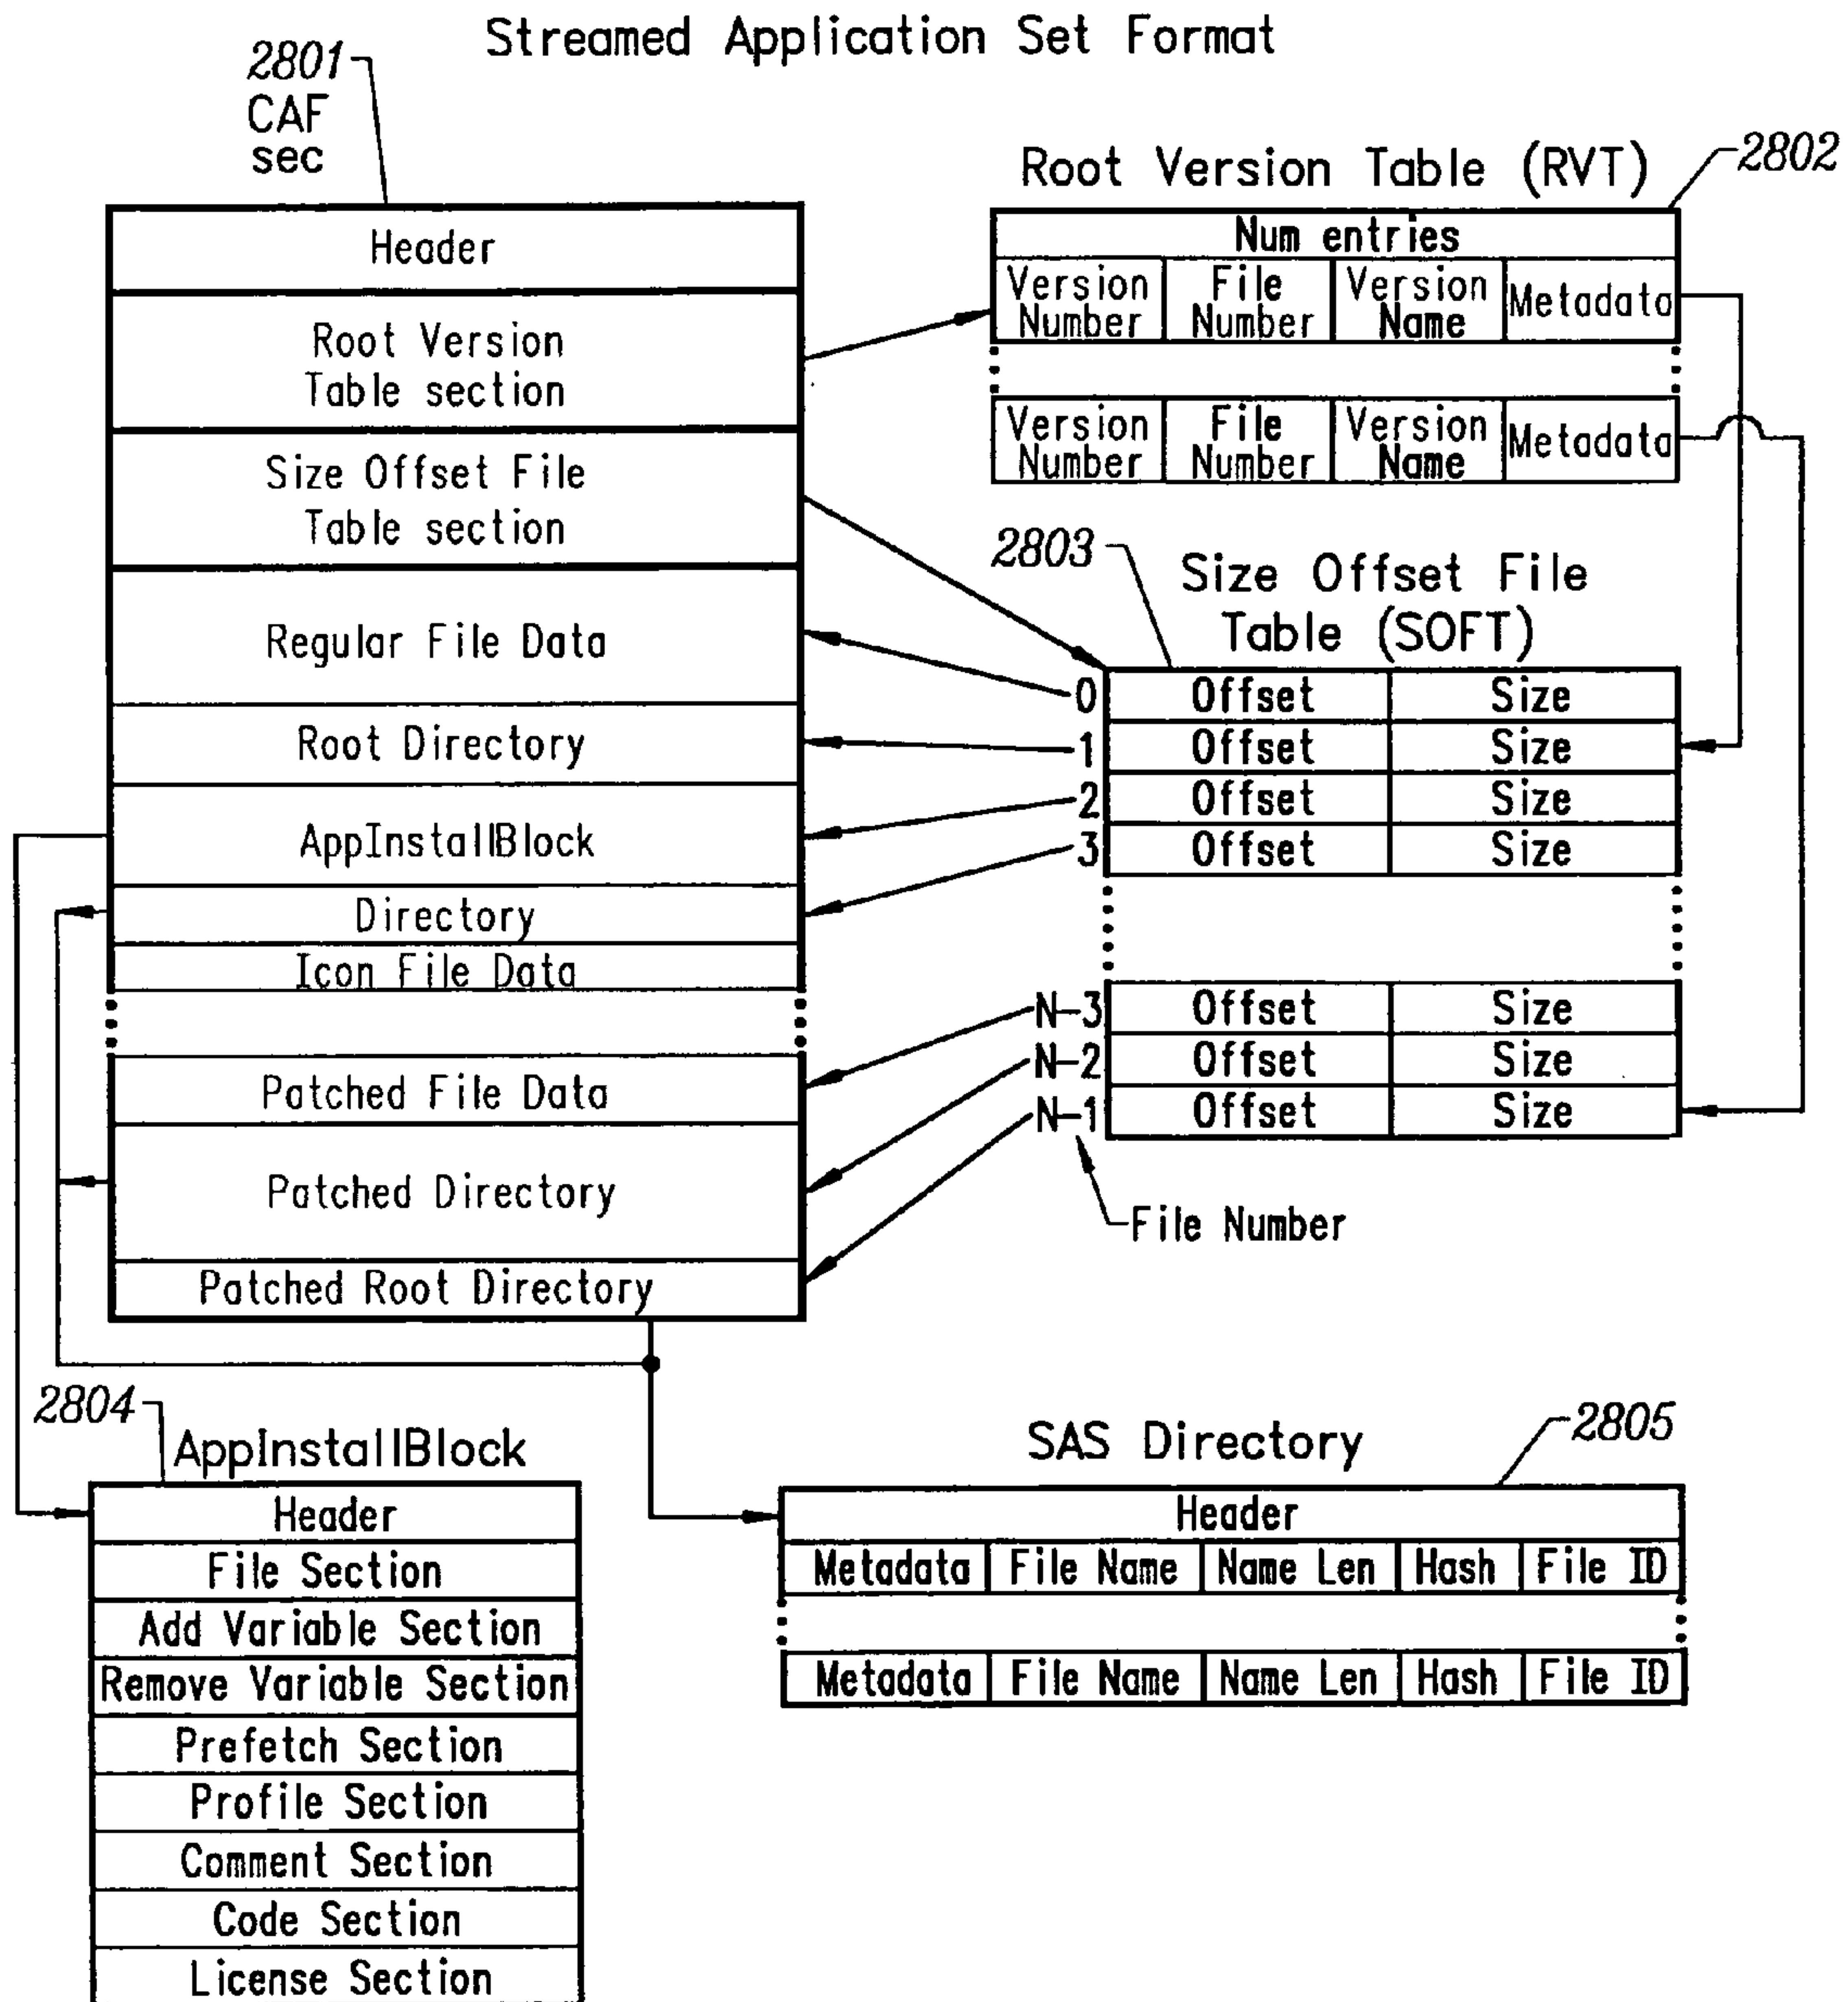 Streamed Application Set Format
2801
CAF
sec
Header
Root Version
Table section
Size Offset File
Table section
Regular File Data
Root Directory
AppInstallBlock
Directory
Icon File Data
Patched File Data
Patched Directory
Patched Root Directory
Root Version Table (RVT)
2802
Num entries
Version Number File Number Version Name Metadata
Version Number File Number Version Name Metadata
2803
Size Offset File
Table (SOFT)
0 Offset Size
1 Offset Size
2 Offset Size
3 Offset Size
N-3 Offset Size
N-2 Offset Size
N-1 Offset Size
File Number
2804
AppInstallBlock
Header
File Section
Add Variable Section
Remove Variable Section
Prefetch Section
Profile Section
Comment Section
Code Section
License Section
SAS Directory
2805
Header
Metadata File Name Name Len Hash File ID
Metadata File Name Name Len Hash File ID